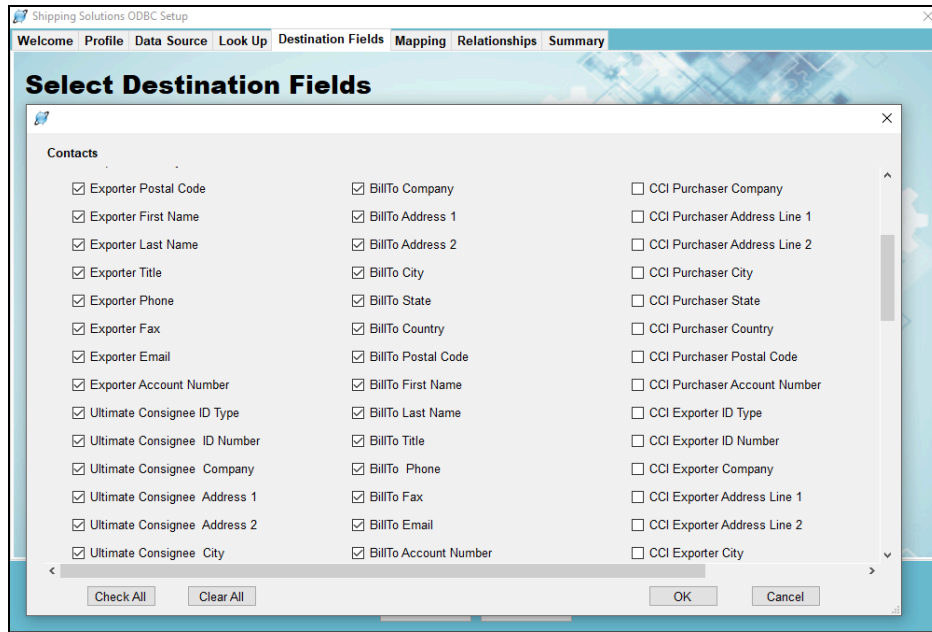 Shipping Solutions ODBC Setup
Welcome Profile Data Source Look Up Destination Fields Mapping Relationships Summary
Select Destination Fields
Contacts
Exporter Postal Code BillTo Company CCI Purchaser Company
Exporter First Name BillTo Address 1 CCI Purchaser Address Line 1
Exporter Last Name BillTo Address 2 CCI Purchaser Address Line 2
Exporter Title BillTo City CCI Purchaser City
Exporter Phone BillTo State CCI Purchaser State
Exporter Fax BillTo Country CCI Purchaser Country
Exporter Email BillTo Postal Code CCI Purchaser Postal Code
Exporter Account Number BillTo First Name CCI Purchaser Account Number
Ultimate Consignee ID Type BillTo Last Name CCI Exporter ID Type
Ultimate Consignee ID Number BillTo Title CCI Exporter ID Number
Ultimate Consignee Company BillTo Phone CCI Exporter Company
Ultimate Consignee Address 1 BillTo Fax CCI Exporter Address Line 1
Ultimate Consignee Address 2 BillTo Email CCI Exporter Address Line 2
Ultimate Consignee City BillTo Account Number CCI Exporter City
Check All Clear All OK Cancel